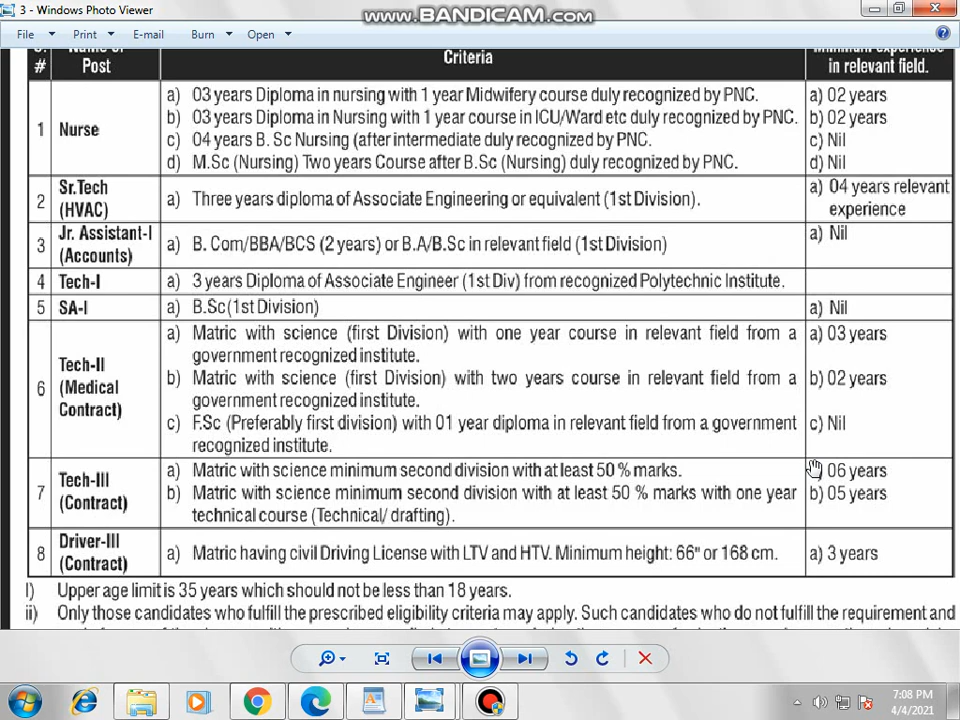 3 - Windows Photo Viewer
www.BANDICAM.com
File Print E-mail Burn Open
S. Name of Minimum experience
# Post Criteria in relevant field.
1 Nurse
a) 03 years Diploma in nursing with 1 year Midwifery course duly recognized by PNC. a) 02 years
b) 03 years Diploma in Nursing with 1 year course in ICU/Ward etc duly recognized by PNC. b) 02 years
c) 04 years B. Sc Nursing (after intermediate duly recognized by PNC. c) Nil
d) M.Sc (Nursing) Two years Course after B.Sc (Nursing) duly recognized by PNC. d) Nil
2 Sr.Tech
(HVAC)
a) Three years diploma of Associate Engineering or equivalent (1st Division). a) 04 years relevant
experience
3 Jr. Assistant-I
(Accounts)
a) B. Com/BBA/BCS (2 years) or B.A/B.Sc in relevant field (1st Division) a) Nil
4 Tech-I a) 3 years Diploma of Associate Engineer (1st Div) from recognized Polytechnic Institute.
5 SA-I a) B.Sc(1st Division) a) Nil
6 Tech-II
(Medical
Contract)
a) Matric with science (first Division) with one year course in relevant field from a a) 03 years
government recognized institute.
b) Matric with science (first Division) with two years course in relevant field from a b) 02 years
government recognized institute.
c) F.Sc (Preferably first division) with 01 year diploma in relevant field from a government c) Nil
recognized institute.
7 Tech-III
(Contract)
a) Matric with science minimum second division with at least 50 % marks. 06 years
b) Matric with science minimum second division with at least 50 % marks with one year b) 05 years
technical course (Technical/ drafting).
8 Driver-III
(Contract)
a) Matric having civil Driving License with LTV and HTV. Minimum height: 66" or 168 cm. a) 3 years
I) Upper age limit is 35 years which should not be less than 18 years.
ii) Only those candidates who fulfill the prescribed eligibility criteria may apply. Such candidates who do not fulfill the requirement and
7:08 PM
4/4/2021